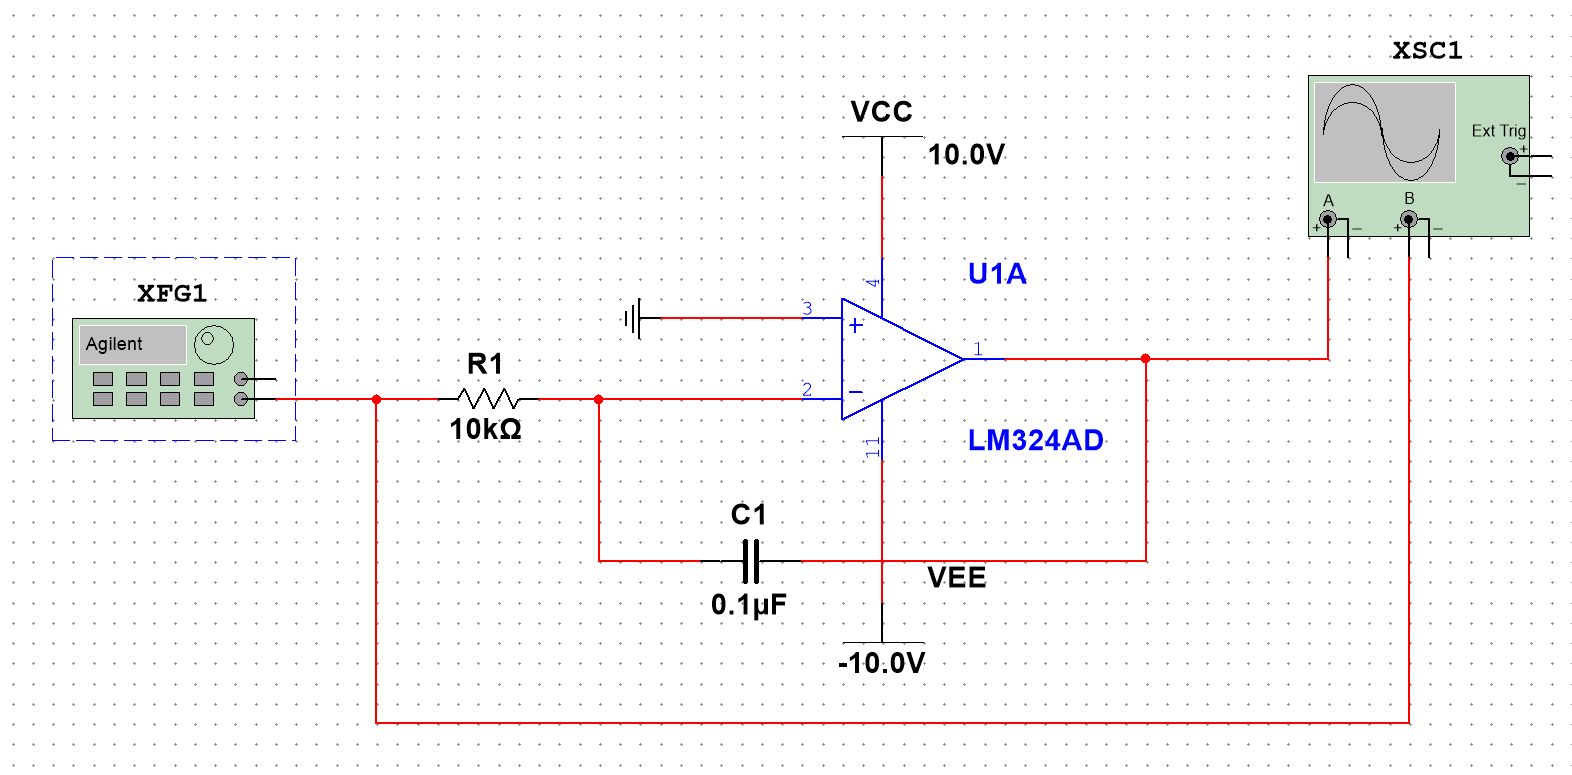 XSC1
Ext Trig
+
−
A
B
+ −
+ −
VCC
10.0V
XFG1
Agilent
U1A
4
3
+
1
R1
10kΩ
2
−
11
LM324AD
C1
0.1µF
VEE
-10.0V